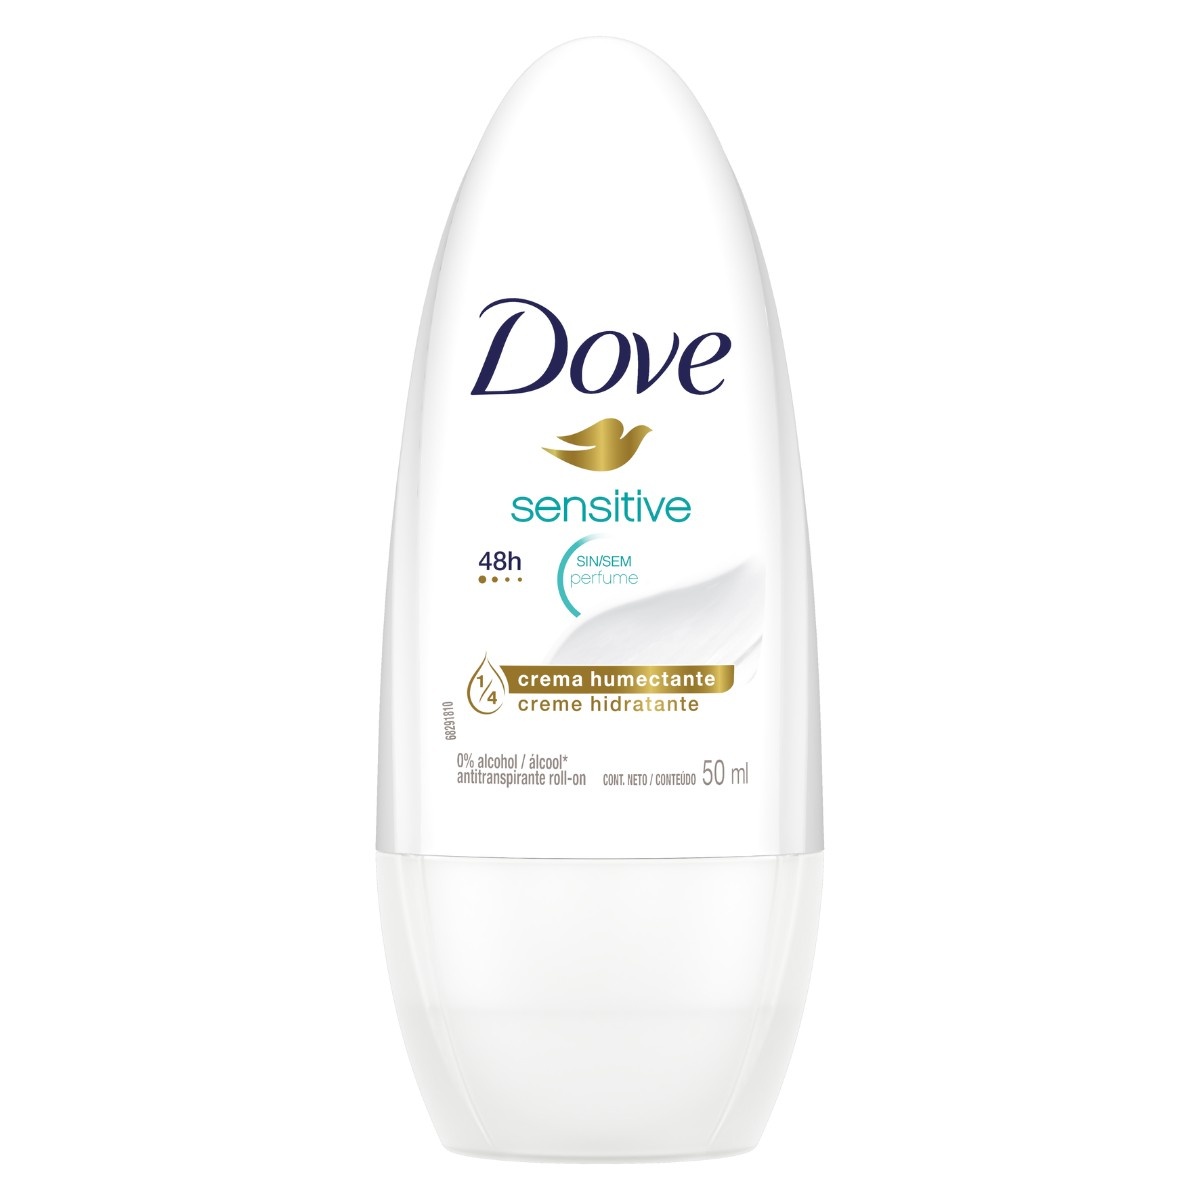 Dove
sensitive
48h
SIN/SEM
perfume
1/4
crema humectante
creme hidratante
68291810
0% alcohol / álcool*
antitranspirante roll-on
CONT. NETO / CONTEÚDO 50 ml